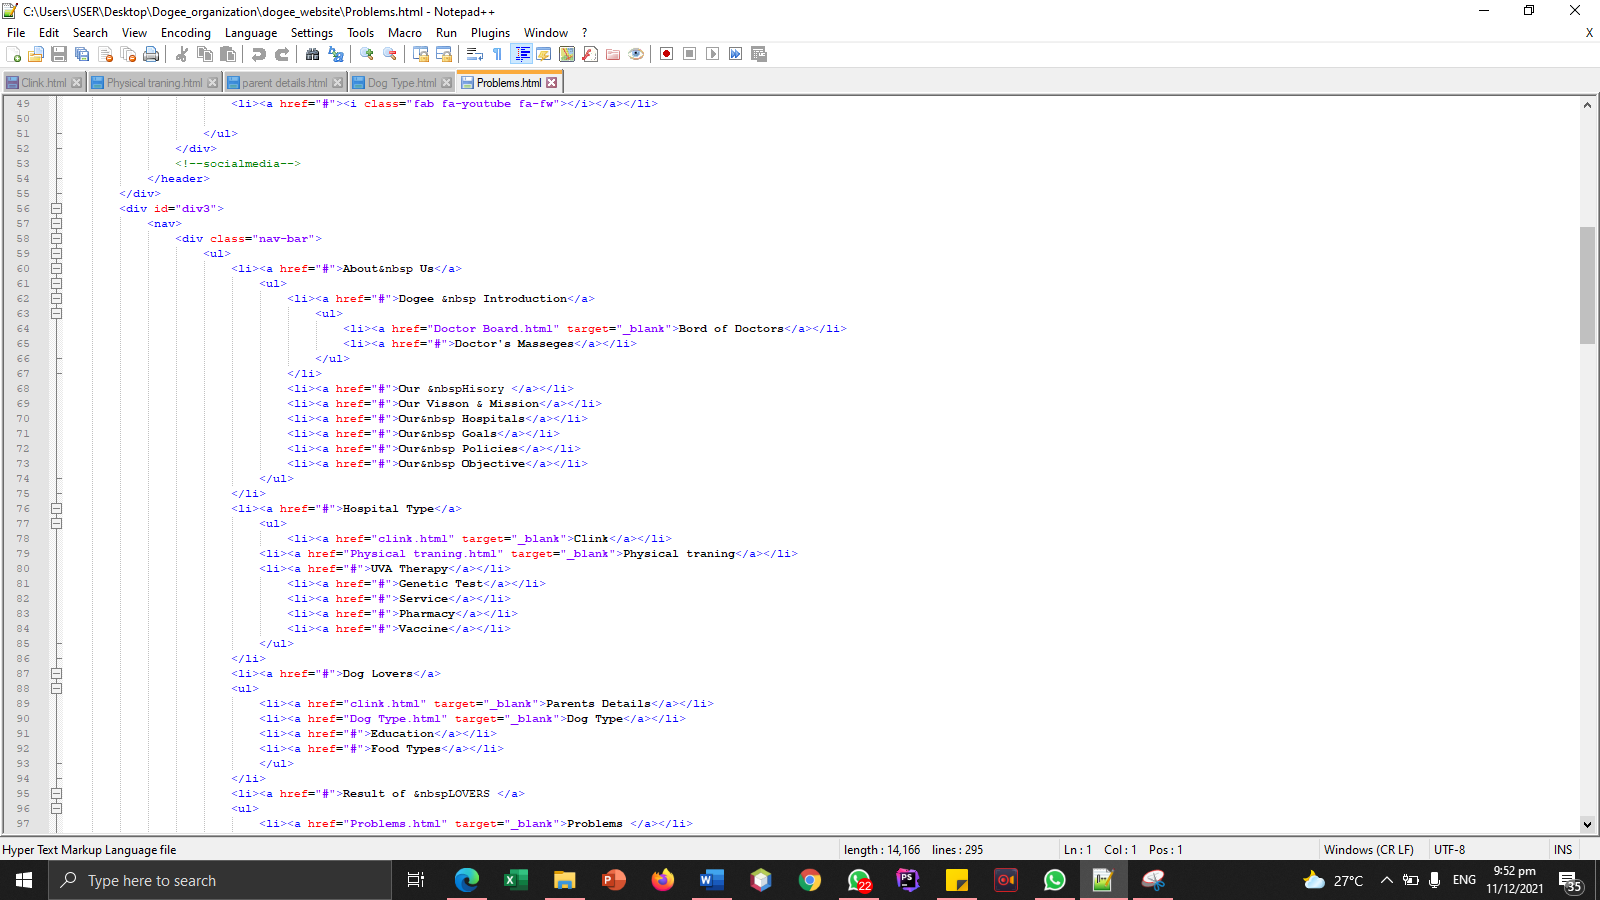 C:\Users\USER\Desktop\Dogee_organization\dogee_website\Problems.html - Notepad++
File Edit Search View Encoding Language Settings Tools Macro Run Plugins Window ? X
Clink.html Physical traning.html parent details.html Dog Type.html Problems.html
49 <li><a href="#"><i class="fab fa-youtube fa-fw"></i></a></li>
50
51 </ul>
52 </div>
53 <!--socialmedia-->
54 </header>
55 </div>
56 <div id="div3">
57 <nav>
58 <div class="nav-bar">
59 <ul>
60 <li><a href="#">About&nbsp Us</a>
61 <ul>
62 <li><a href="#">Dogee &nbsp Introduction</a>
63 <ul>
64 <li><a href="Doctor Board.html" target="_blank">Bord of Doctors</a></li>
65 <li><a href="#">Doctor's Masseges</a></li>
66 </ul>
67 </li>
68 <li><a href="#">Our &nbspHisory </a></li>
69 <li><a href="#">Our Visson & Mission</a></li>
70 <li><a href="#">Our&nbsp Hospitals</a></li>
71 <li><a href="#">Our&nbsp Goals</a></li>
72 <li><a href="#">Our&nbsp Policies</a></li>
73 <li><a href="#">Our&nbsp Objective</a></li>
74 </ul>
75 </li>
76 <li><a href="#">Hospital Type</a>
77 <ul>
78 <li><a href="clink.html" target="_blank">Clink</a></li>
79 <li><a href="Physical traning.html" target="_blank">Physical traning</a></li>
80 <li><a href="#">UVA Therapy</a></li>
81 <li><a href="#">Genetic Test</a></li>
82 <li><a href="#">Service</a></li>
83 <li><a href="#">Pharmacy</a></li>
84 <li><a href="#">Vaccine</a></li>
85 </ul>
86 </li>
87 <li><a href="#">Dog Lovers</a>
88 <ul>
89 <li><a href="clink.html" target="_blank">Parents Details</a></li>
90 <li><a href="Dog Type.html" target="_blank">Dog Type</a></li>
91 <li><a href="#">Education</a></li>
92 <li><a href="#">Food Types</a></li>
93 </ul>
94 </li>
95 <li><a href="#">Result of &nbspLOVERS </a>
96 <ul>
97 <li><a href="Problems.html" target="_blank">Problems </a></li>
Hyper Text Markup Language file length : 14,166 lines : 295 Ln : 1 Col : 1 Pos : 1 Windows (CR LF) UTF-8 INS
Type here to search 22 27°C ENG 9:52 pm 11/12/2021 35